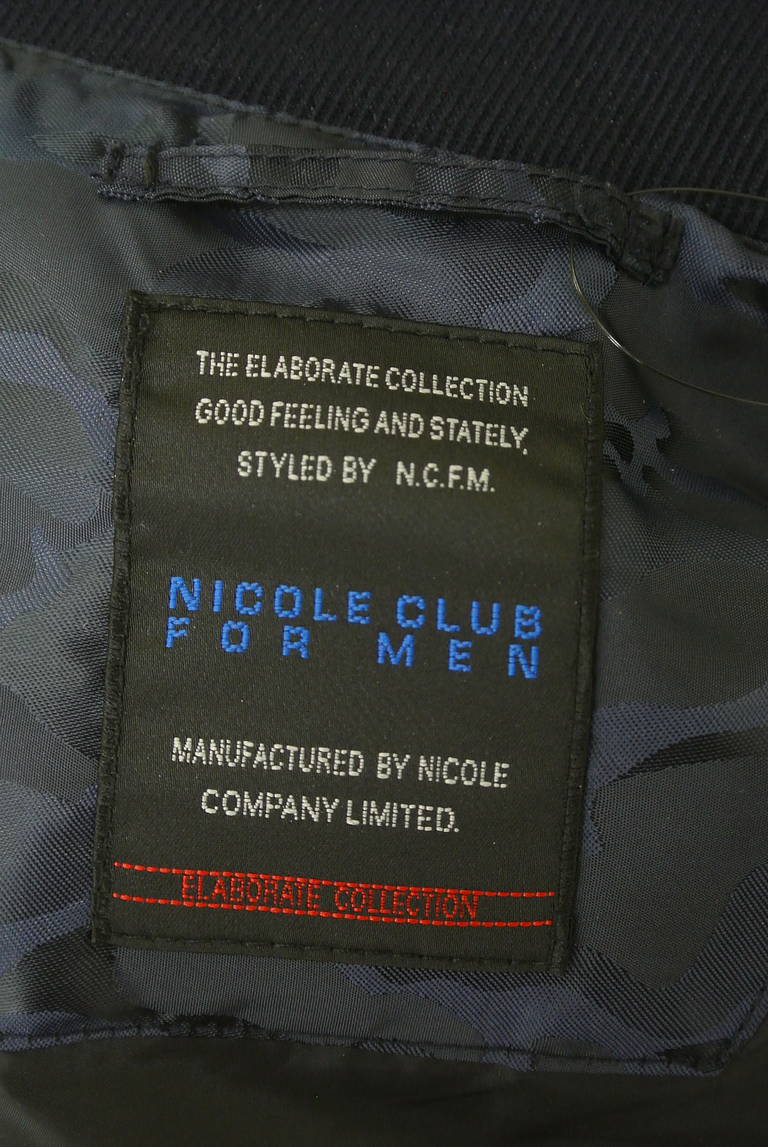 THE ELABORATE COLLECTION
GOOD FEELING AND STATELY,
STYLED BY N.C.F.M.
NICOLE CLUB
FOR MEN
MANUFACTURED BY NICOLE
COMPANY LIMITED.
ELABORATE COLLECTION